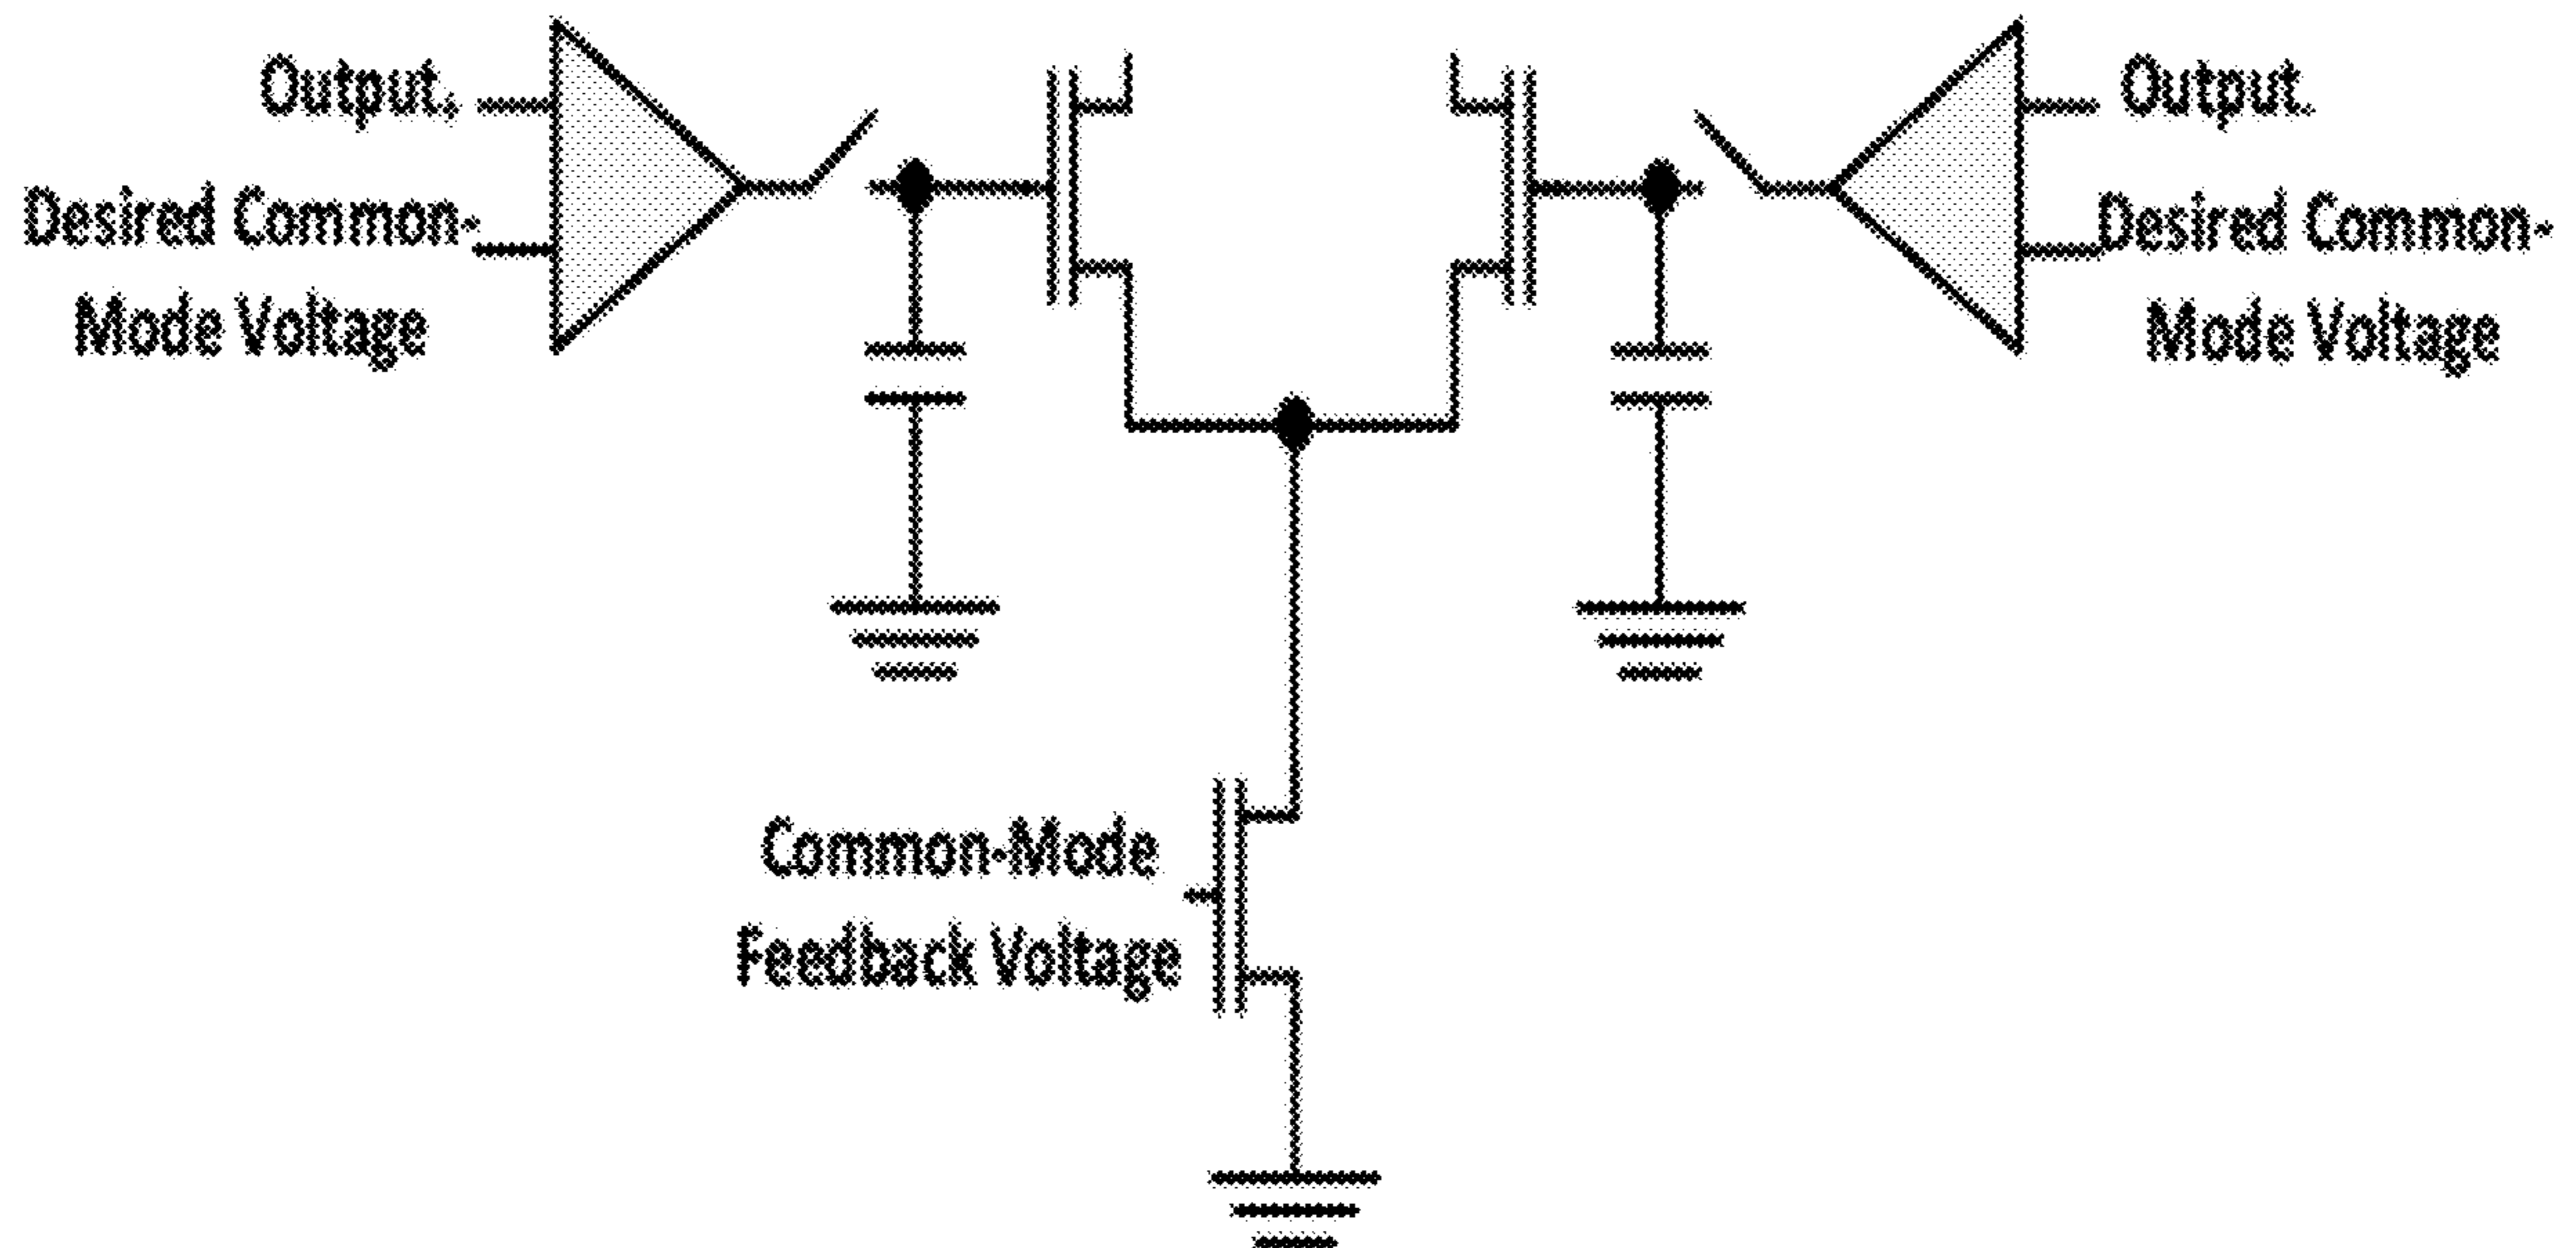 Output+
Desired Common-
Mode Voltage
Output-
Desired Common-
Mode Voltage
Common-Mode
Feedback Voltage